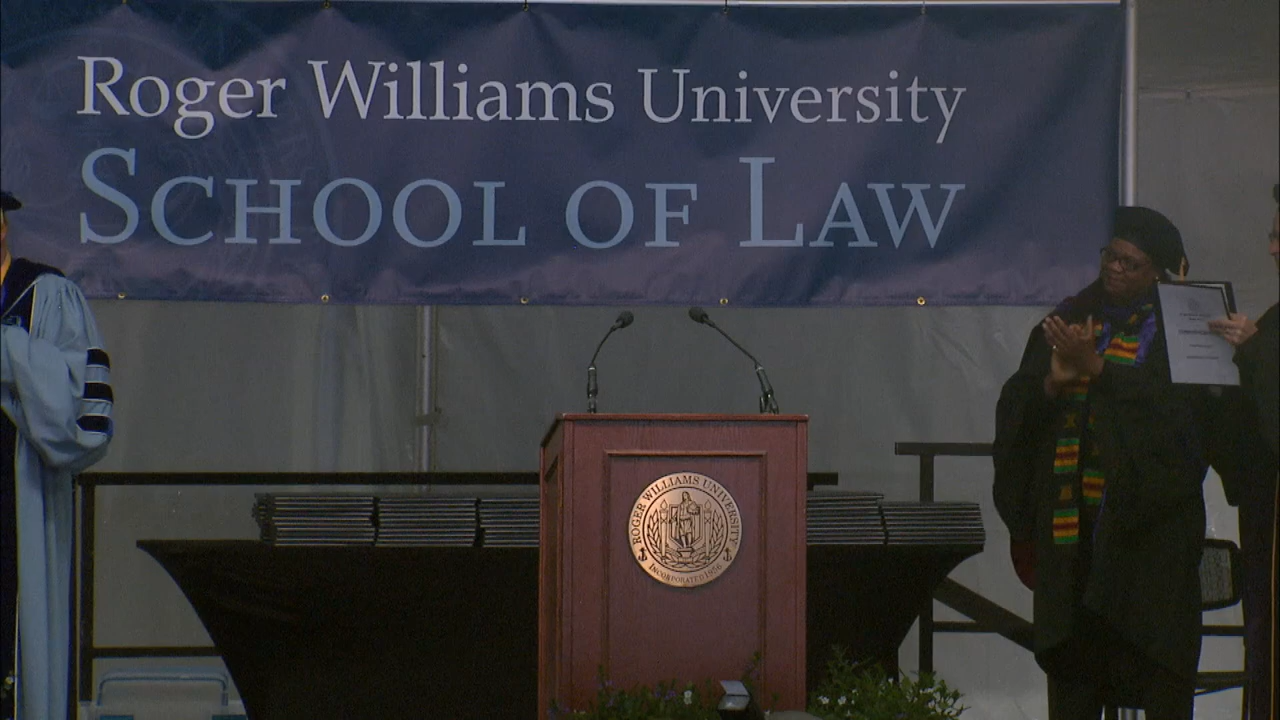 Roger Williams University
School of Law
ROGER WILLIAMS UNIVERSITY
INCORPORATED 1956